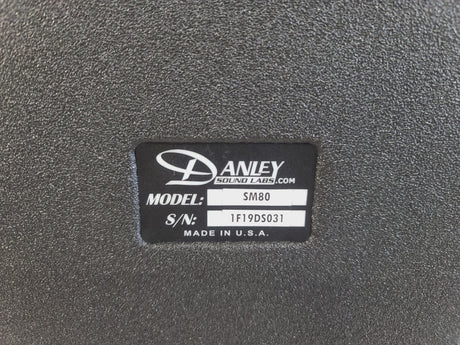 DANLEY
SOUND LABS.COM
MODEL: SM80
S/N: 1F19DS031
MADE IN U.S.A.